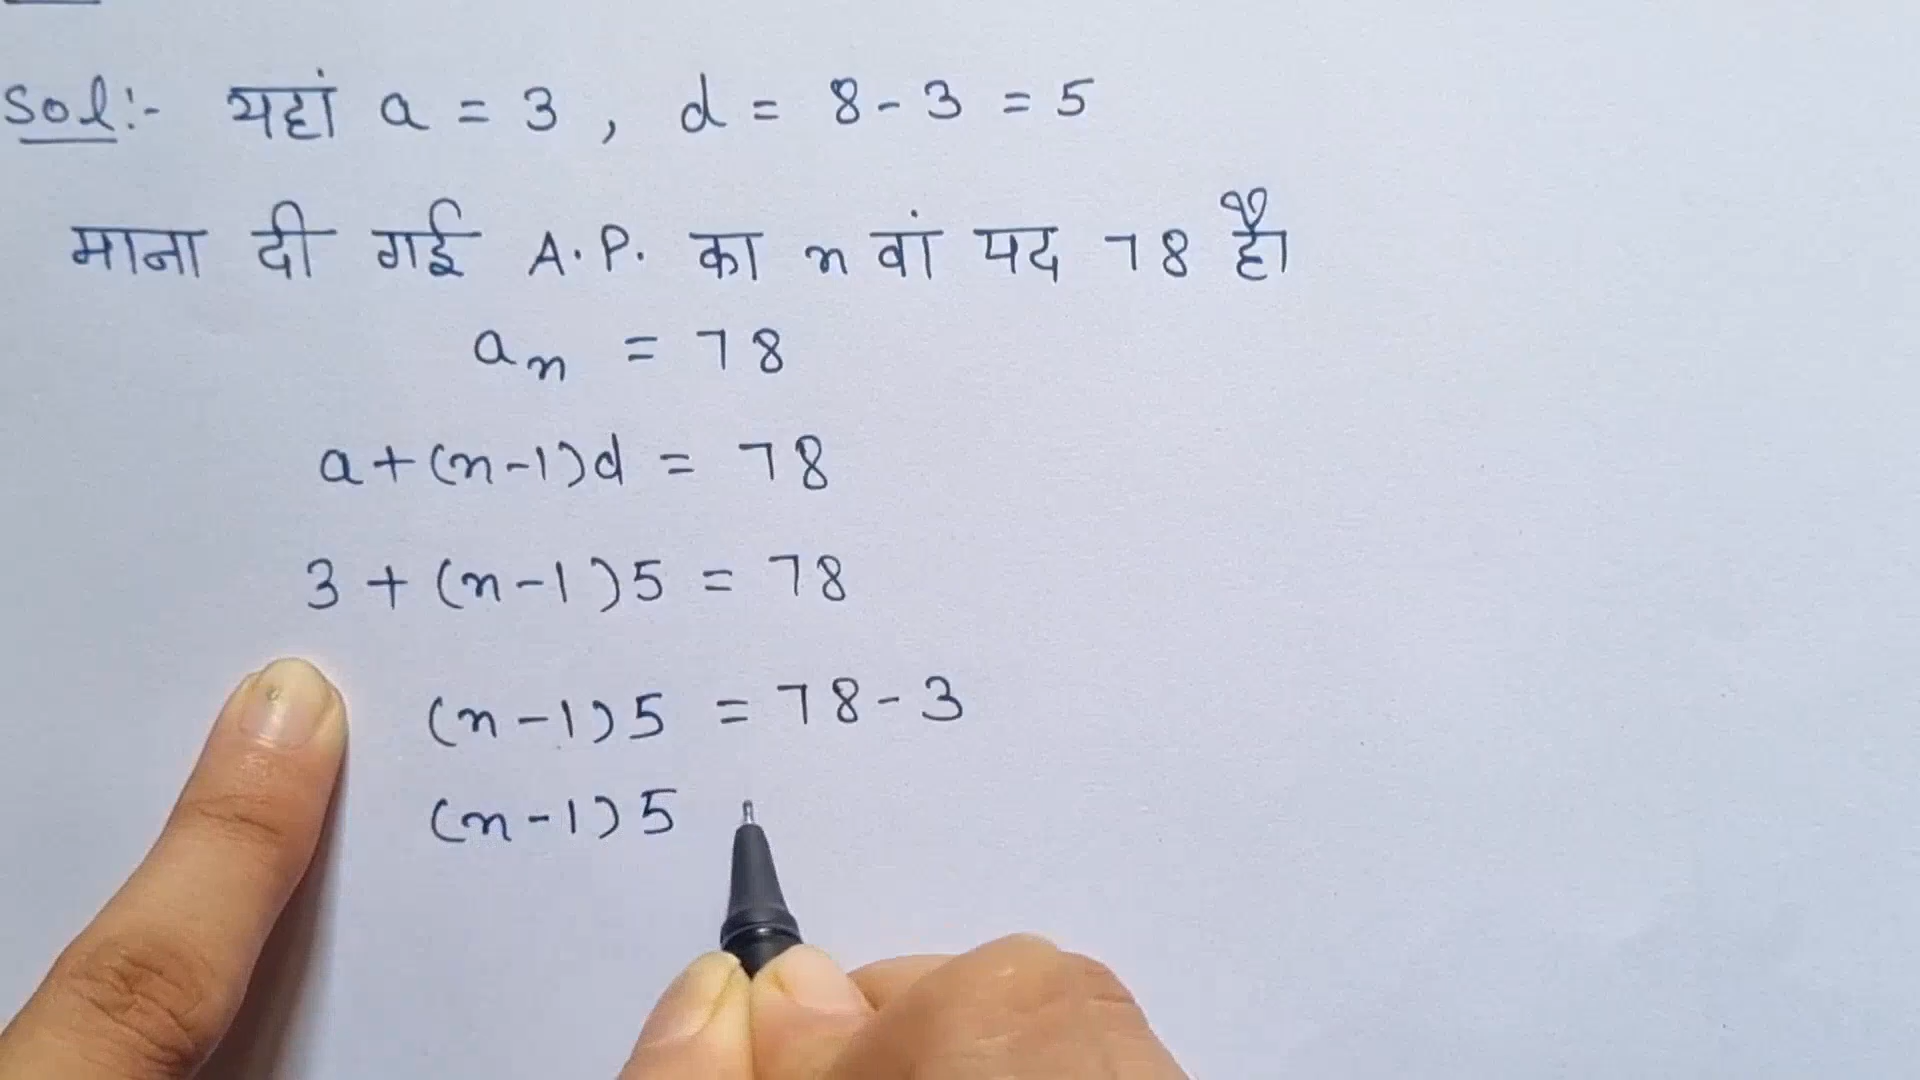 Sol:- यहां a = 3 , d = 8 - 3 = 5
माना दी गई A.P. का n वां पद 78 है।
aₙ = 78
a + (n-1)d = 78
3 + (n-1)5 = 78
(n-1)5 = 78 - 3
(n-1)5